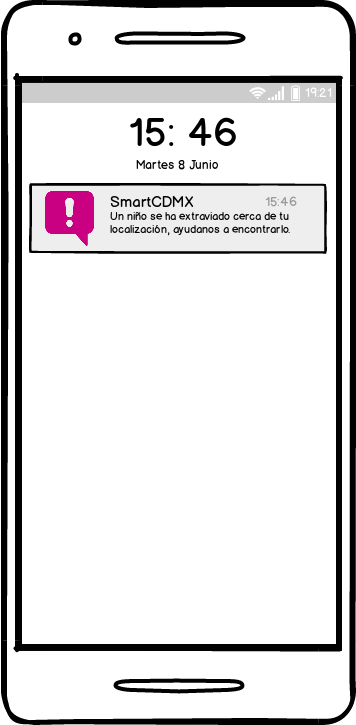 19:21
15: 46
Martes 8 Junio
SmartCDMX 15:46
Un niño se ha extraviado cerca de tu
localización, ayudanos a encontrarlo.